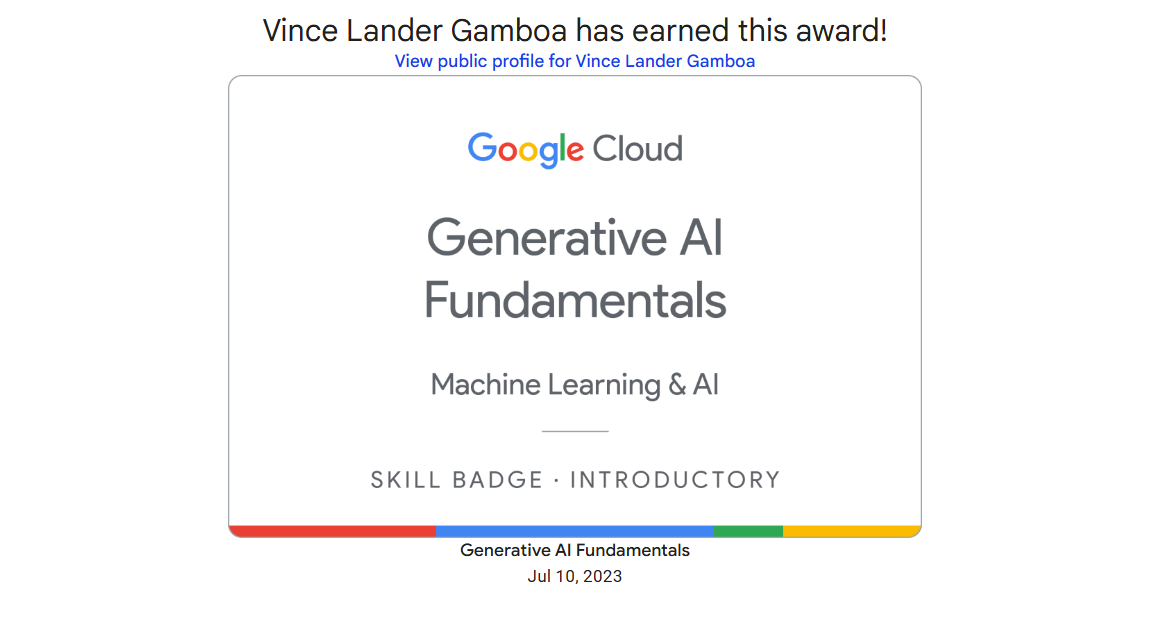 Vince Lander Gamboa has earned this award!
View public profile for Vince Lander Gamboa
Google Cloud
Generative AI
Fundamentals
Machine Learning & AI
SKILL BADGE · INTRODUCTORY
Generative AI Fundamentals
Jul 10, 2023